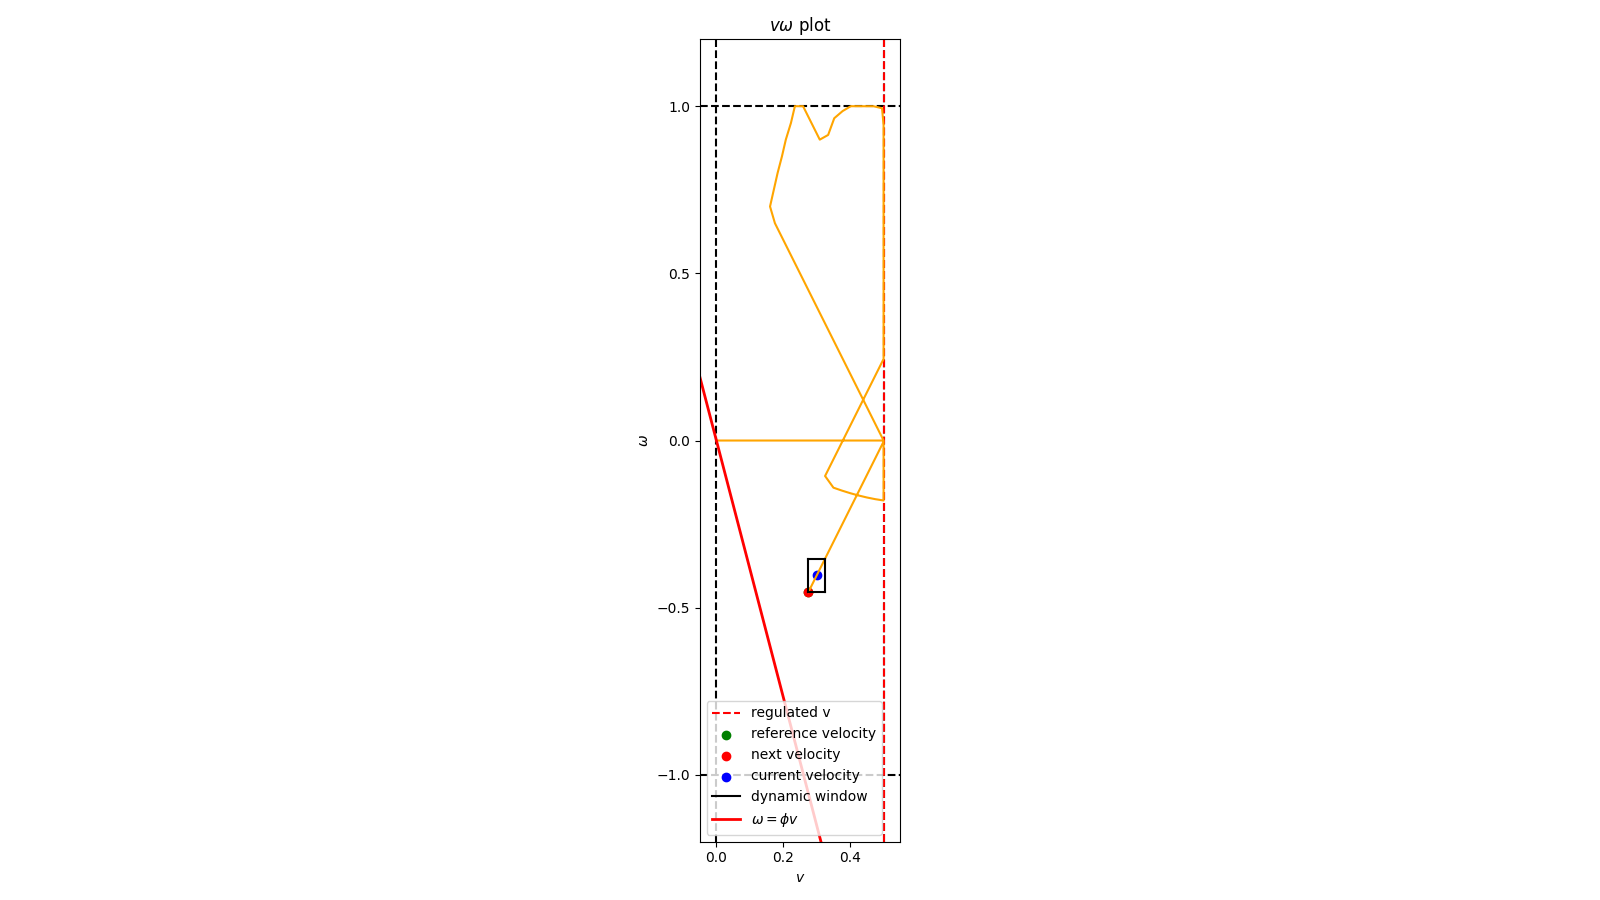 vω plot
1.0
0.5
0.0
−0.5
−1.0
ω
regulated v
reference velocity
next velocity
current velocity
dynamic window
ω = ϕv
0.0 0.2 0.4
v